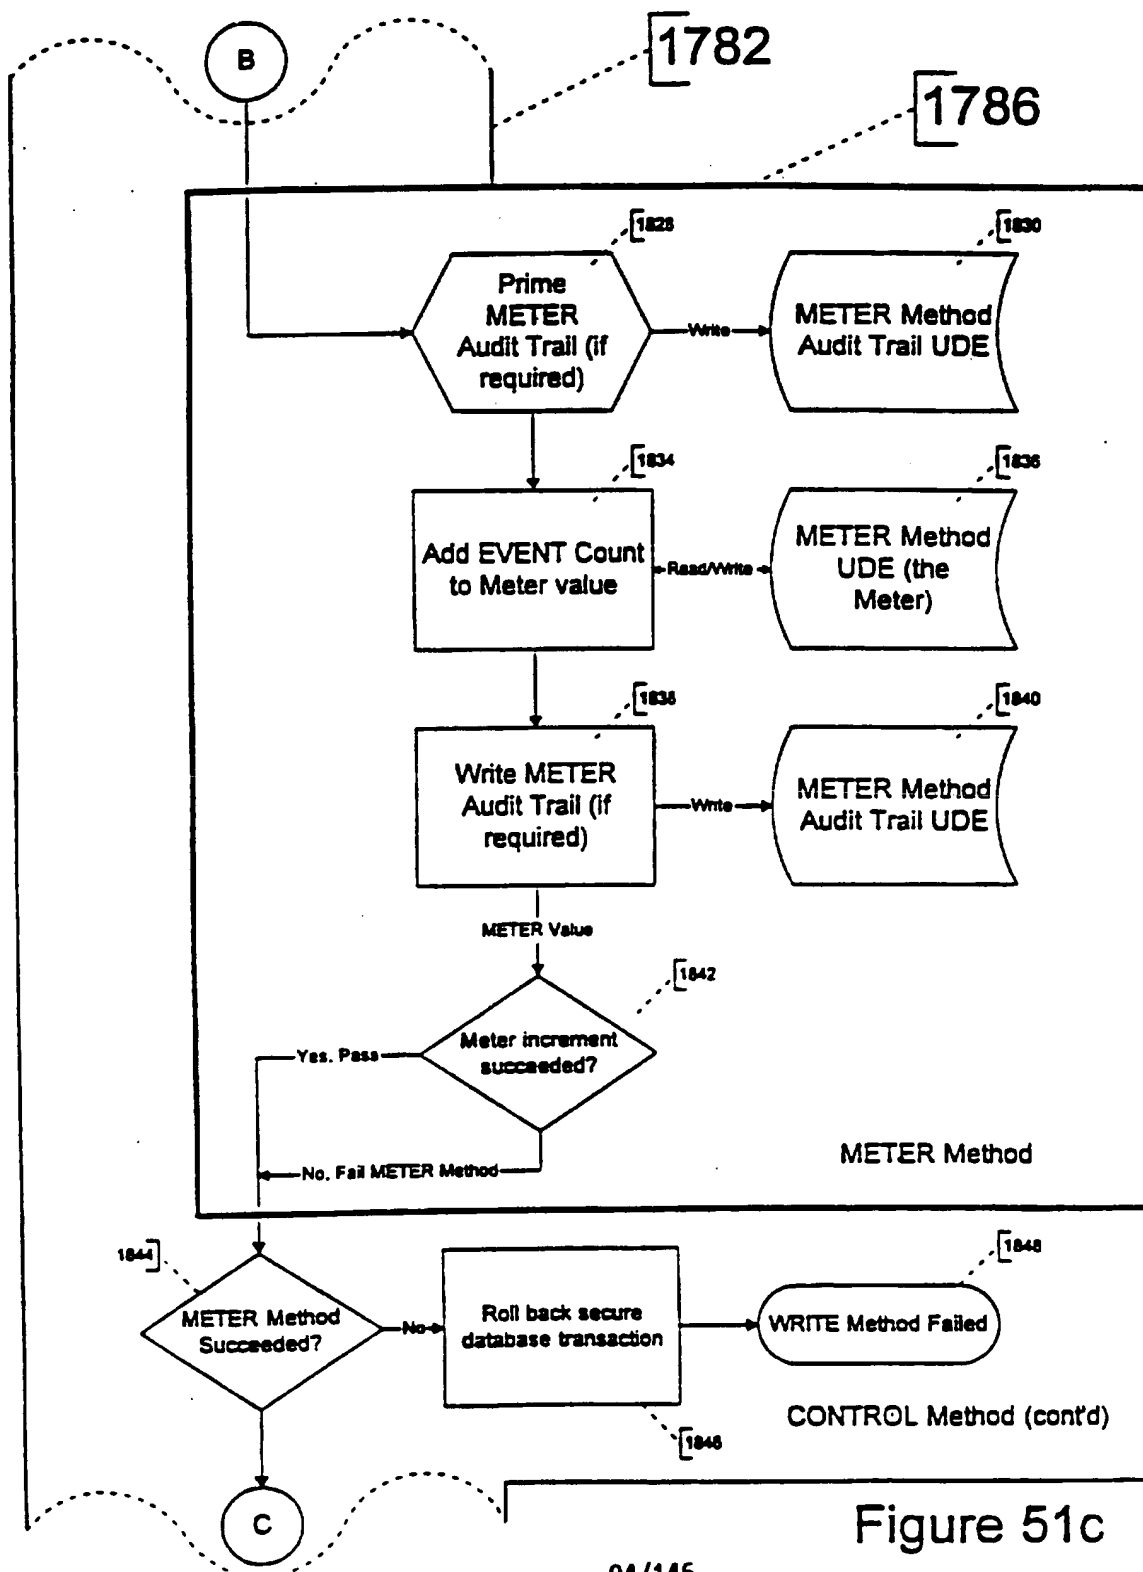 B
1782
1786
1828
1830
Prime
METER
Audit Trail (if
required)
Write
METER Method
Audit Trail UDE
1834
1836
Add EVENT Count
to Meter value
Read/Write
METER Method
UDE (the
Meter)
1838
1840
Write METER
Audit Trail (if
required)
Write
METER Method
Audit Trail UDE
METER Value
1842
Meter increment
succeeded?
Yes, Pass
No, Fail METER Method
METER Method
1844
1848
METER Method
Succeeded?
No
Roll back secure
database transaction
WRITE Method Failed
1846
CONTROL Method (cont'd)
C
Figure 51c